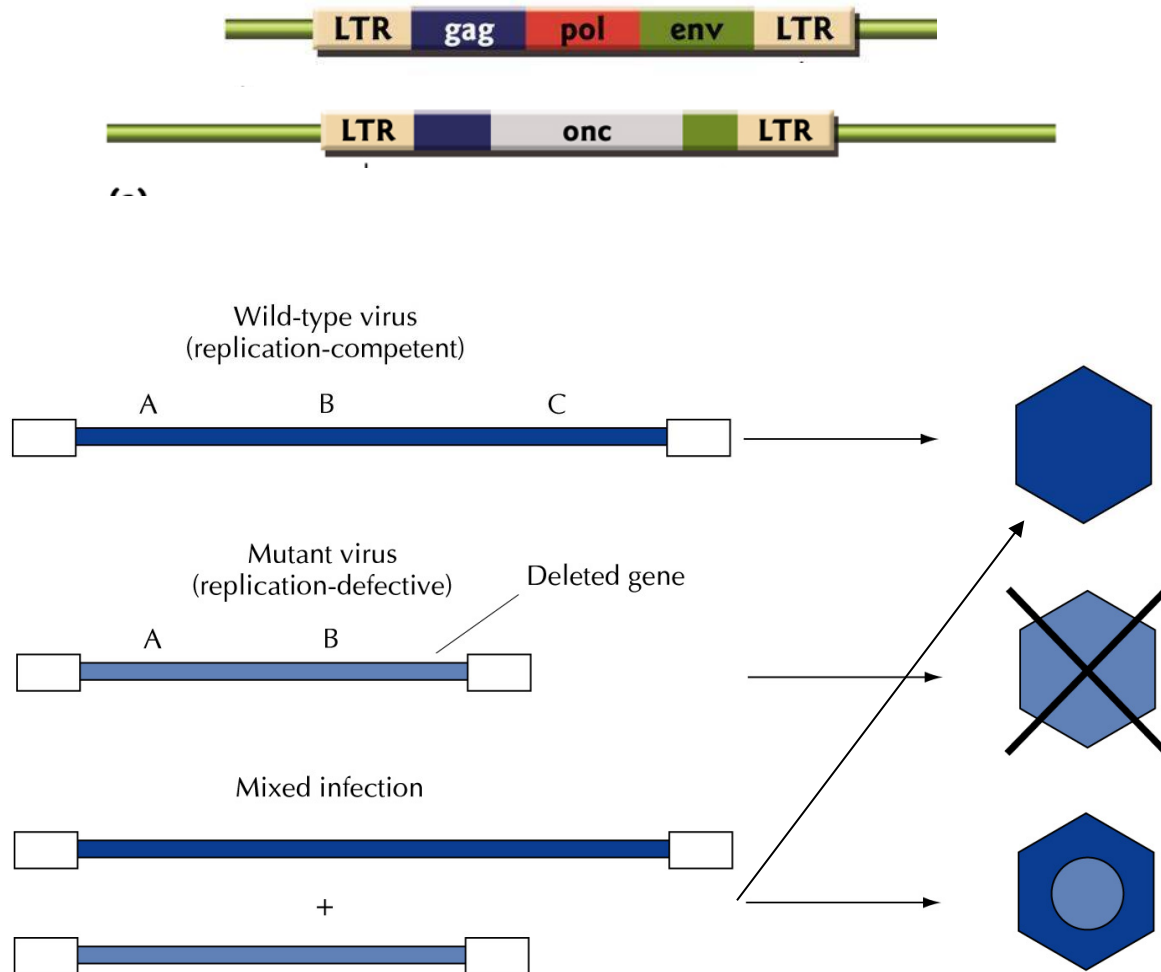 LTR gag pol env LTR
LTR onc LTR
Wild-type virus
(replication-competent)
A B C
Mutant virus
(replication-defective)
Deleted gene
A B
Mixed infection
+